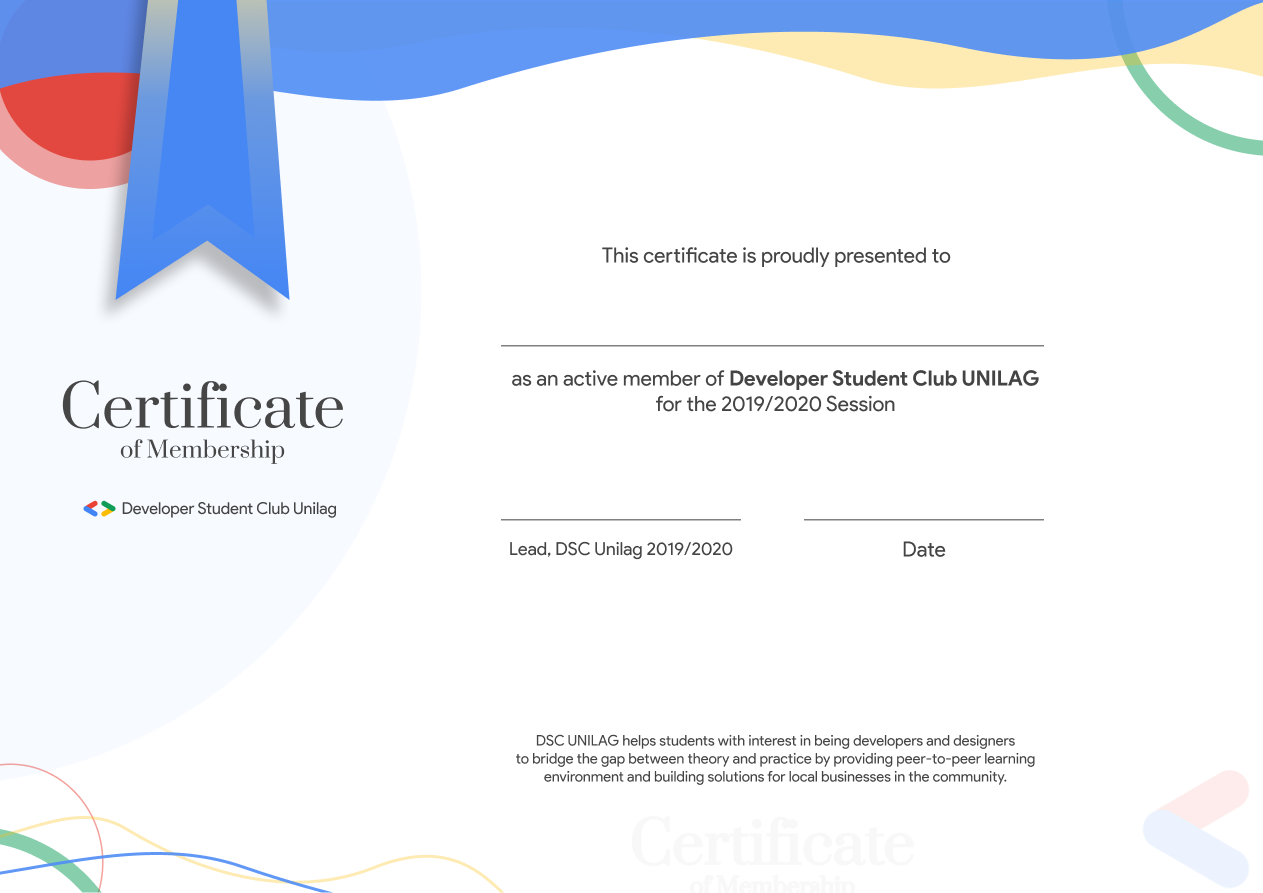 Certificate
of Membership
Developer Student Club Unilag
This certificate is proudly presented to
as an active member of Developer Student Club UNILAG
for the 2019/2020 Session
Lead, DSC Unilag 2019/2020
Date
DSC UNILAG helps students with interest in being developers and designers
to bridge the gap between theory and practice by providing peer-to-peer learning
environment and building solutions for local businesses in the community.
Certificate
of Membership